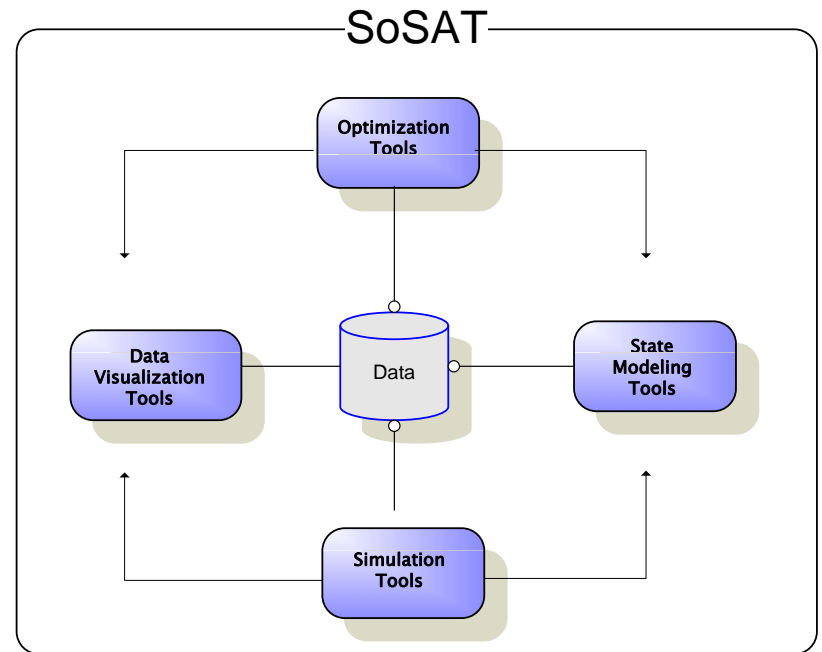 SoSAT
Optimization
Tools
Data
Visualization
Tools
Data
State
Modeling
Tools
Simulation
Tools